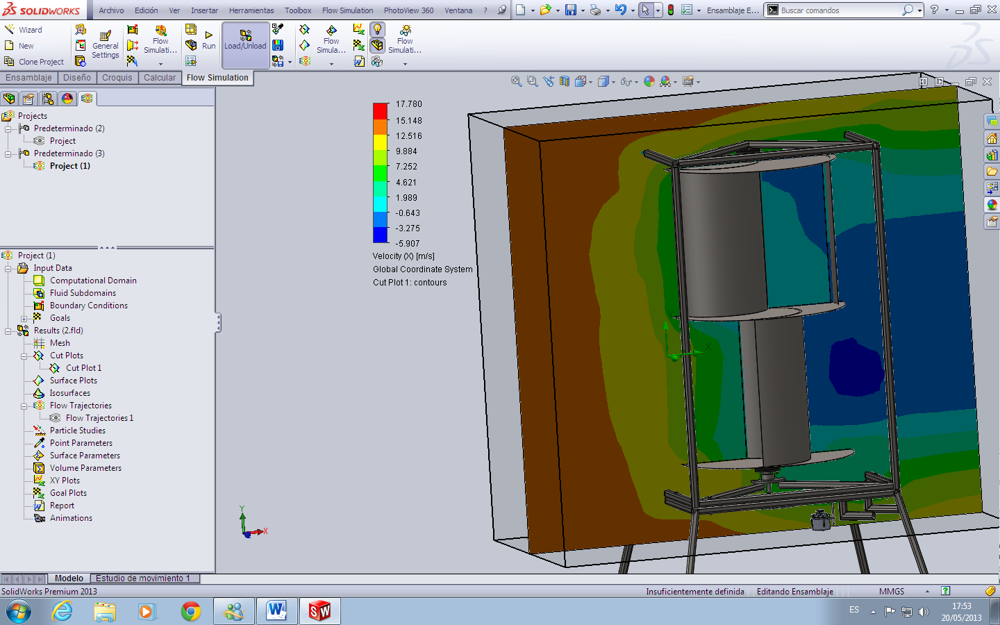 SOLIDWORKS Archivo Edición Ver Insertar Herramientas Toolbox Flow Simulation PhotoView 360 Ventana ? Ensamblaje E... Buscar comandos ?
Wizard
New
Clone Project
General Settings
Flow Simulati...
Run
Load/Unload
Flow Simula...
Flow Simulati...
Ensamblaje Diseño Croquis Calcular Flow Simulation
Projects
Predeterminado (2)
Project
Predeterminado (3)
Project (1)
Project (1)
Input Data
Computational Domain
Fluid Subdomains
Boundary Conditions
Goals
Results (2.fld)
Mesh
Cut Plots
Cut Plot 1
Surface Plots
Isosurfaces
Flow Trajectories
Flow Trajectories 1
Particle Studies
Point Parameters
Surface Parameters
Volume Parameters
XY Plots
Goal Plots
Report
Animations
17.780
15.148
12.516
9.884
7.252
4.621
1.989
-0.643
-3.275
-5.907
Velocity (X) [m/s]
Global Coordinate System
Cut Plot 1: contours
X
Y
X
Modelo Estudio de movimiento 1
SolidWorks Premium 2013 Insuficientemente definida Editando Ensamblaje MMGS ?
ES 17:53
20/05/2013